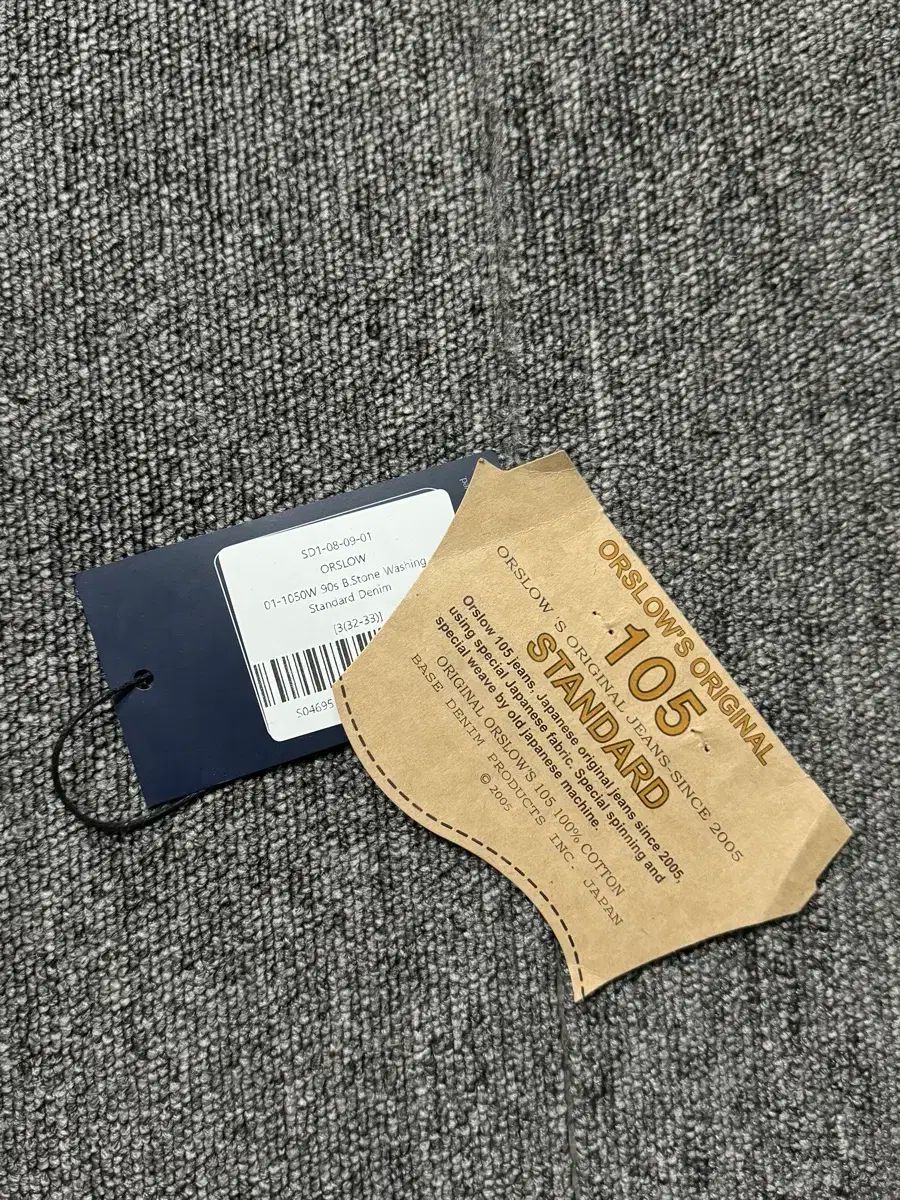 SD1-08-09-01
ORSLOW
01-1050W 90s B.Stone Washing
Standard Denim
[3(32-33)]
S04695
ORSLOW'S ORIGINAL
105
ORSLOW'S ORIGINAL JEANS SINCE 2005
STANDARD
Orslow 105 jeans, Japanese original jeans since 2005,
using special Japanese fabric. Special spinning and
special weave by old japanese machine.
ORIGINAL ORSLOW'S 105 100% COTTON
BASE DENIM PRODUCTS INC. JAPAN
© 2005